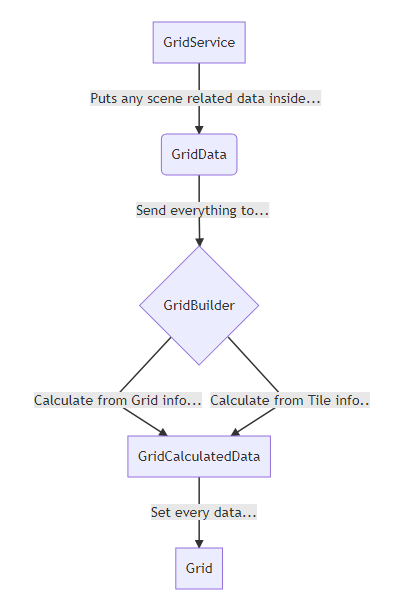 GridService
Puts any scene related data inside...
GridData
Send everything to...
GridBuilder
Calculate from Grid info...
Calculate from Tile info..
GridCalculatedData
Set every data...
Grid